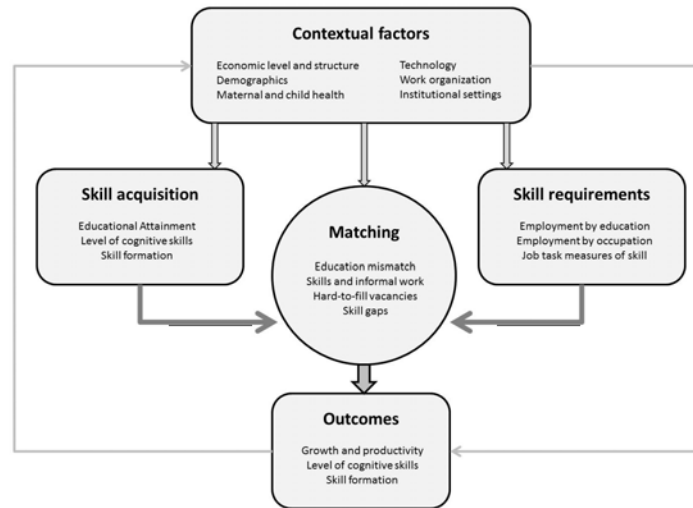 Contextual factors
Economic level and structure
Demographics
Maternal and child health
Technology
Work organization
Institutional settings
Skill acquisition
Educational Attainment
Level of cognitive skills
Skill formation
Matching
Education mismatch
Skills and informal work
Hard-to-fill vacancies
Skill gaps
Skill requirements
Employment by education
Employment by occupation
Job task measures of skill
Outcomes
Growth and productivity
Level of cognitive skills
Skill formation